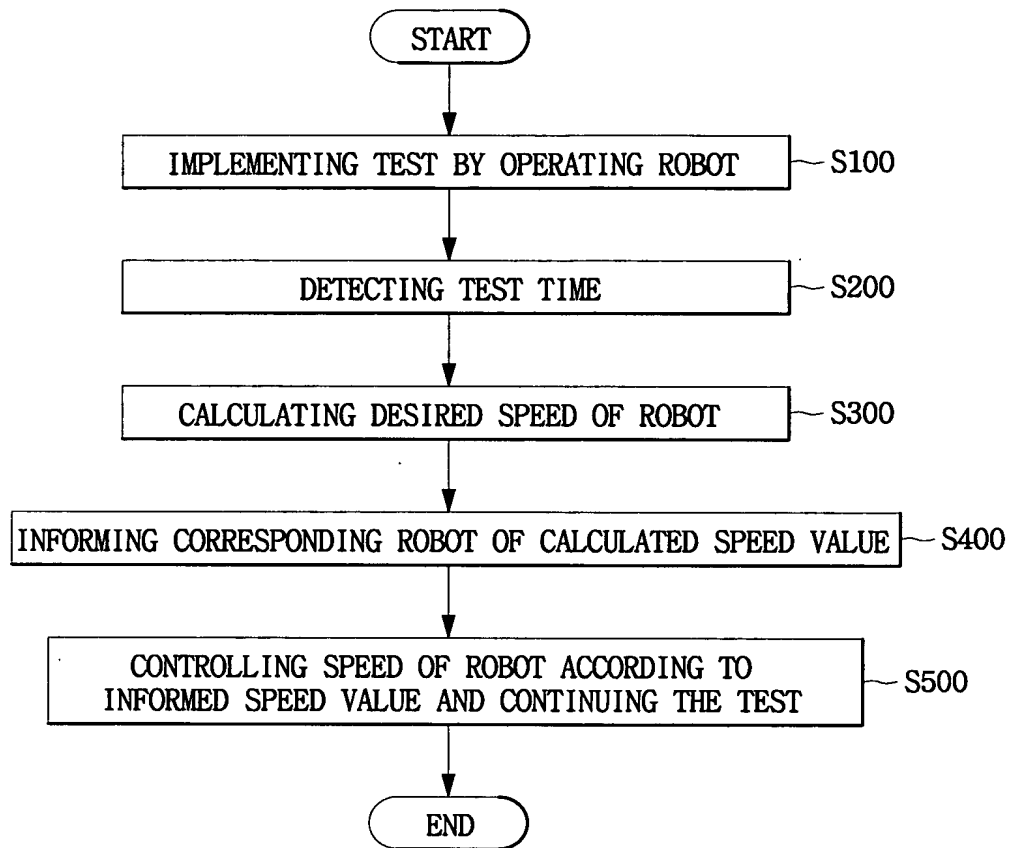 START
IMPLEMENTING TEST BY OPERATING ROBOT
S100
DETECTING TEST TIME
S200
CALCULATING DESIRED SPEED OF ROBOT
S300
INFORMING CORRESPONDING ROBOT OF CALCULATED SPEED VALUE
S400
CONTROLLING SPEED OF ROBOT ACCORDING TO
INFORMED SPEED VALUE AND CONTINUING THE TEST
S500
END